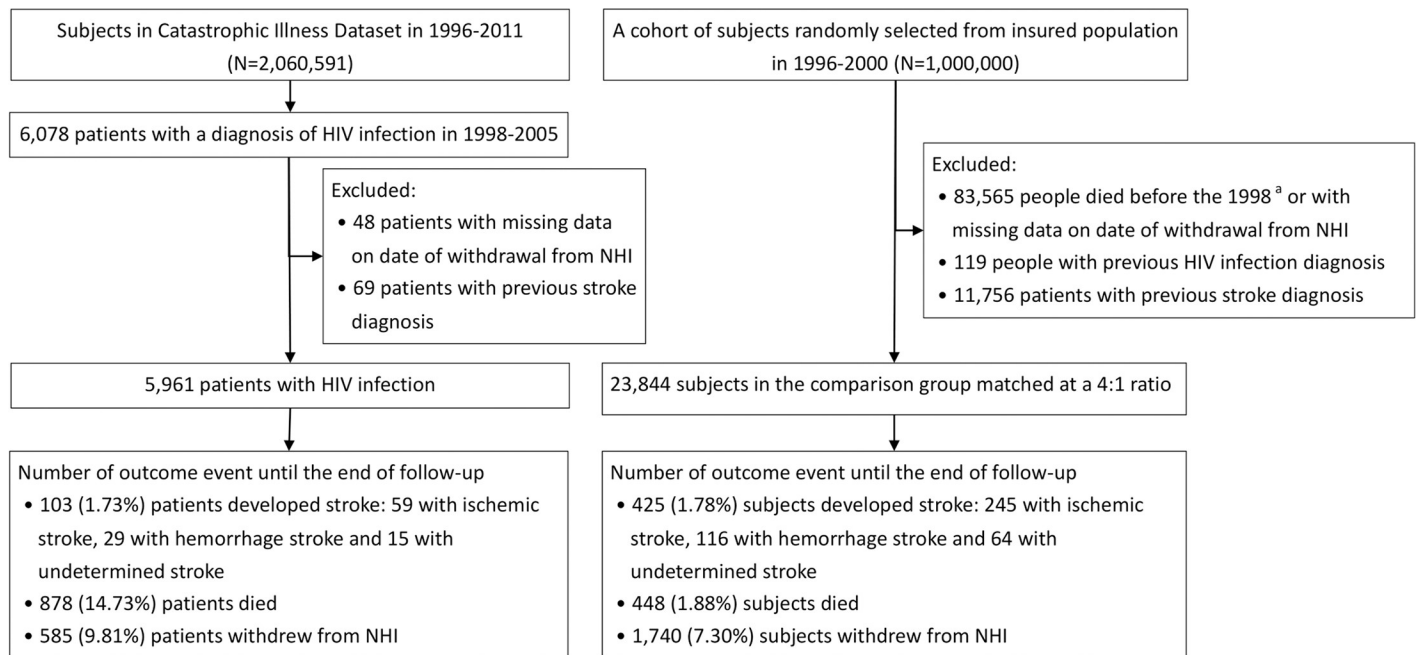 Subjects in Catastrophic Illness Dataset in 1996-2011
(N=2,060,591)
6,078 patients with a diagnosis of HIV infection in 1998-2005
Excluded:
• 48 patients with missing data
on date of withdrawal from NHI
• 69 patients with previous stroke
diagnosis
5,961 patients with HIV infection
Number of outcome event until the end of follow-up
• 103 (1.73%) patients developed stroke: 59 with ischemic
stroke, 29 with hemorrhage stroke and 15 with
undetermined stroke
• 878 (14.73%) patients died
• 585 (9.81%) patients withdrew from NHI
A cohort of subjects randomly selected from insured population
in 1996-2000 (N=1,000,000)
Excluded:
• 83,565 people died before the 1998 a or with
missing data on date of withdrawal from NHI
• 119 people with previous HIV infection diagnosis
• 11,756 patients with previous stroke diagnosis
23,844 subjects in the comparison group matched at a 4:1 ratio
Number of outcome event until the end of follow-up
• 425 (1.78%) subjects developed stroke: 245 with ischemic
stroke, 116 with hemorrhage stroke and 64 with
undetermined stroke
• 448 (1.88%) subjects died
• 1,740 (7.30%) subjects withdrew from NHI